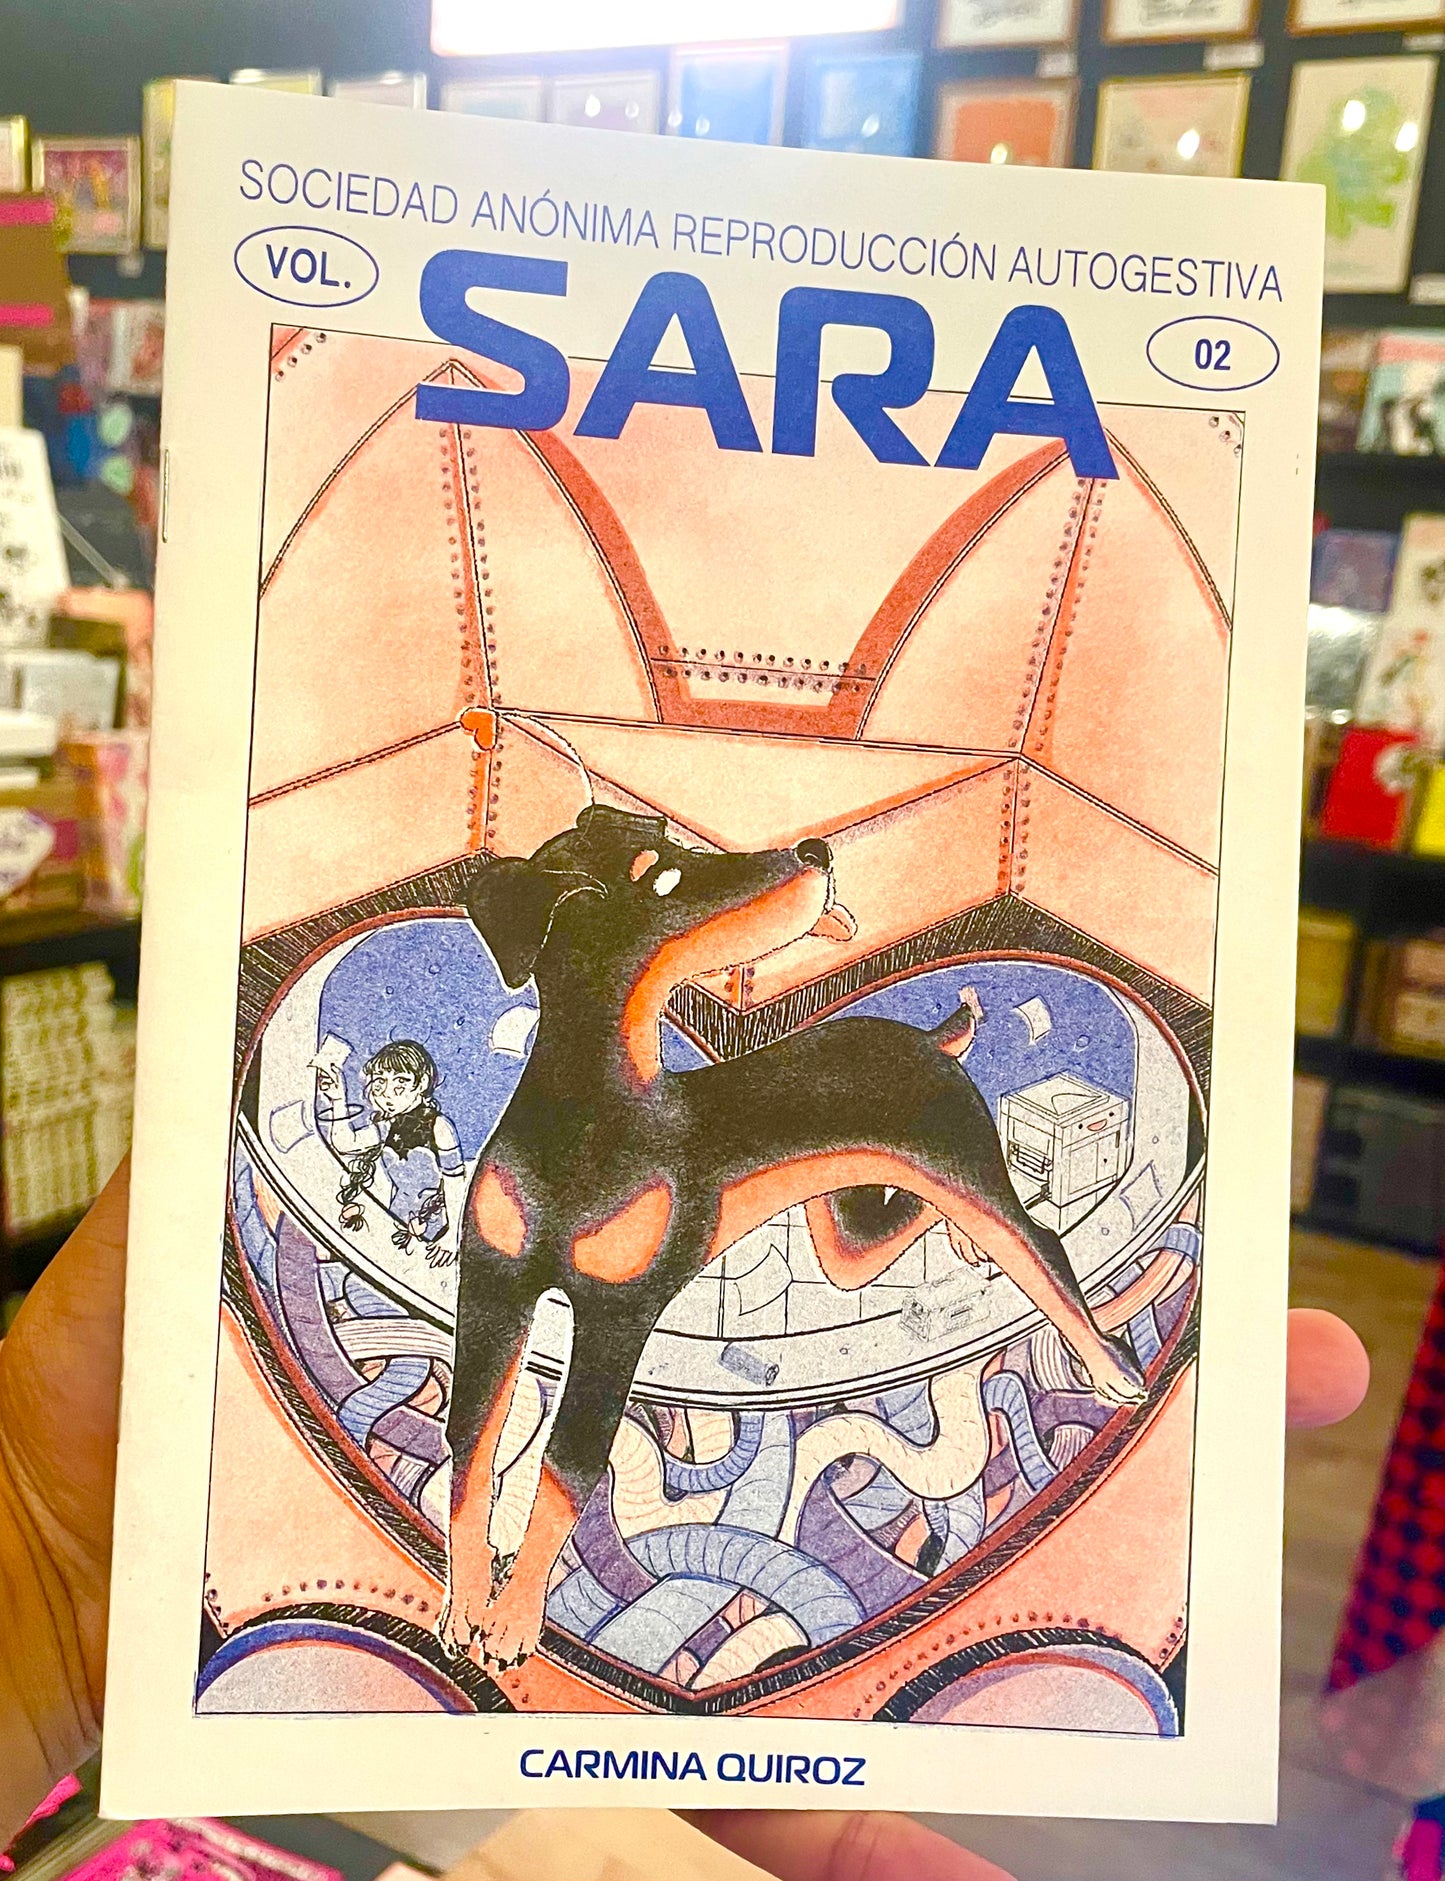 SOCIEDAD ANÓNIMA REPRODUCCIÓN AUTOGESTIVA
VOL.
SARA
02
CARMINA QUIROZ